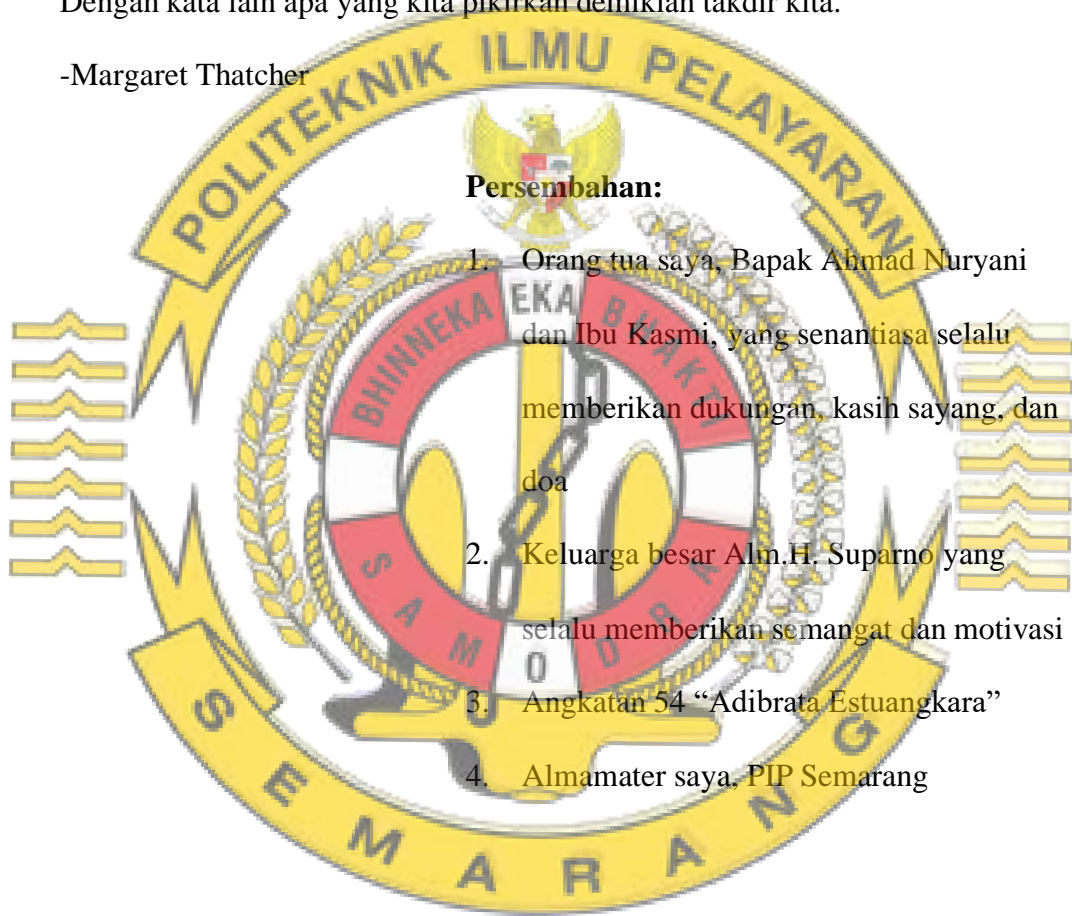 Dengan kata lain apa yang kita pikirkan demikian takdir kita.
-Margaret Thatcher
POLITEKNIK ILMU PELAYARAN
Persembahan:
1. Orang tua saya, Bapak Ahmad Nuryani
dan Ibu Kasmi, yang senantiasa selalu
memberikan dukungan, kasih sayang, dan
doa
2. Keluarga besar Alm.H. Suparno yang
selalu memberikan semangat dan motivasi
3. Angkatan 54 “Adibrata Estuangkara”
4. Almamater saya, PIP Semarang
BHINNEKA EKA BHAKTI
SAMODRA
SEMARANG